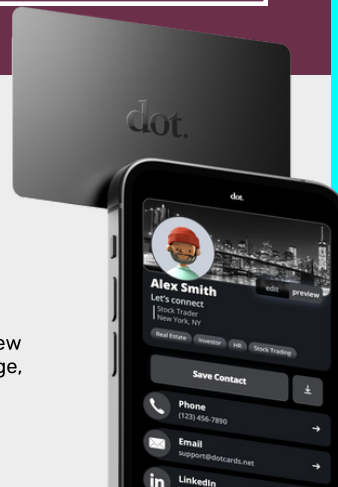 dot.
dot.
edit preview
Alex Smith
Let's connect
Stock Trader
New York, NY
ew
ge,
Real Estate Investor HR Stock Trading
Save Contact
Phone
(123) 456-7890
Email
support@dotcards.net
in LinkedIn